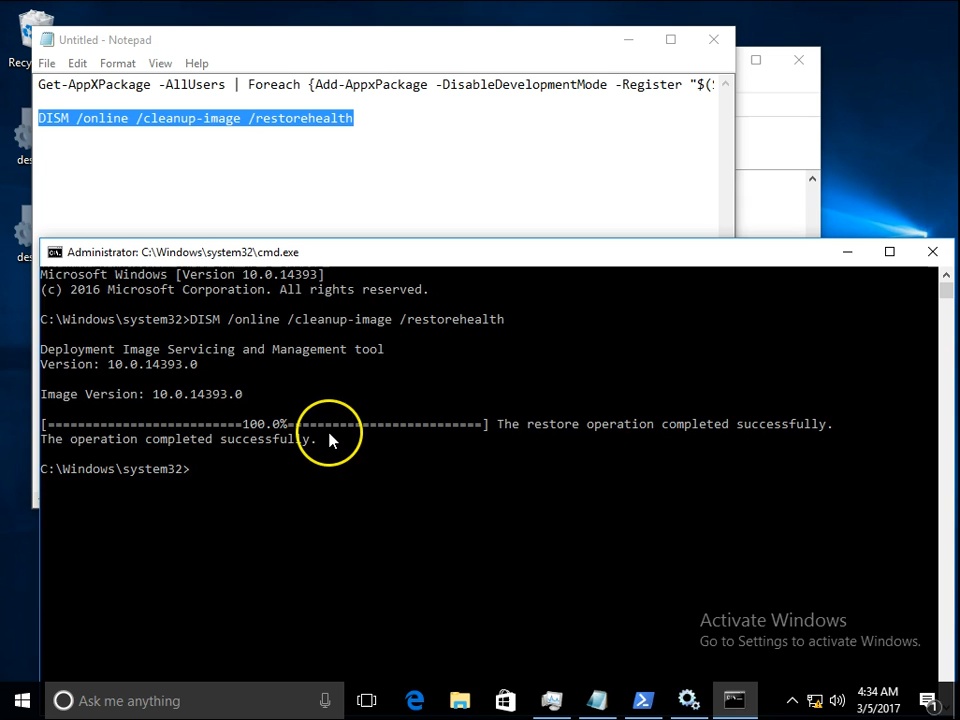 Recy
des
des
Untitled - Notepad
File Edit Format View Help
Get-AppXPackage -AllUsers | Foreach {Add-AppxPackage -DisableDevelopmentMode -Register "$(
DISM /online /cleanup-image /restorehealth
Administrator: C:\Windows\system32\cmd.exe
Microsoft Windows [Version 10.0.14393]
(c) 2016 Microsoft Corporation. All rights reserved.
C:\Windows\system32>DISM /online /cleanup-image /restorehealth
Deployment Image Servicing and Management tool
Version: 10.0.14393.0
Image Version: 10.0.14393.0
[==========================100.0%==========================] The restore operation completed successfully.
The operation completed successfully.
C:\Windows\system32>
Activate Windows
Go to Settings to activate Windows.
Ask me anything
4:34 AM
3/5/2017
1